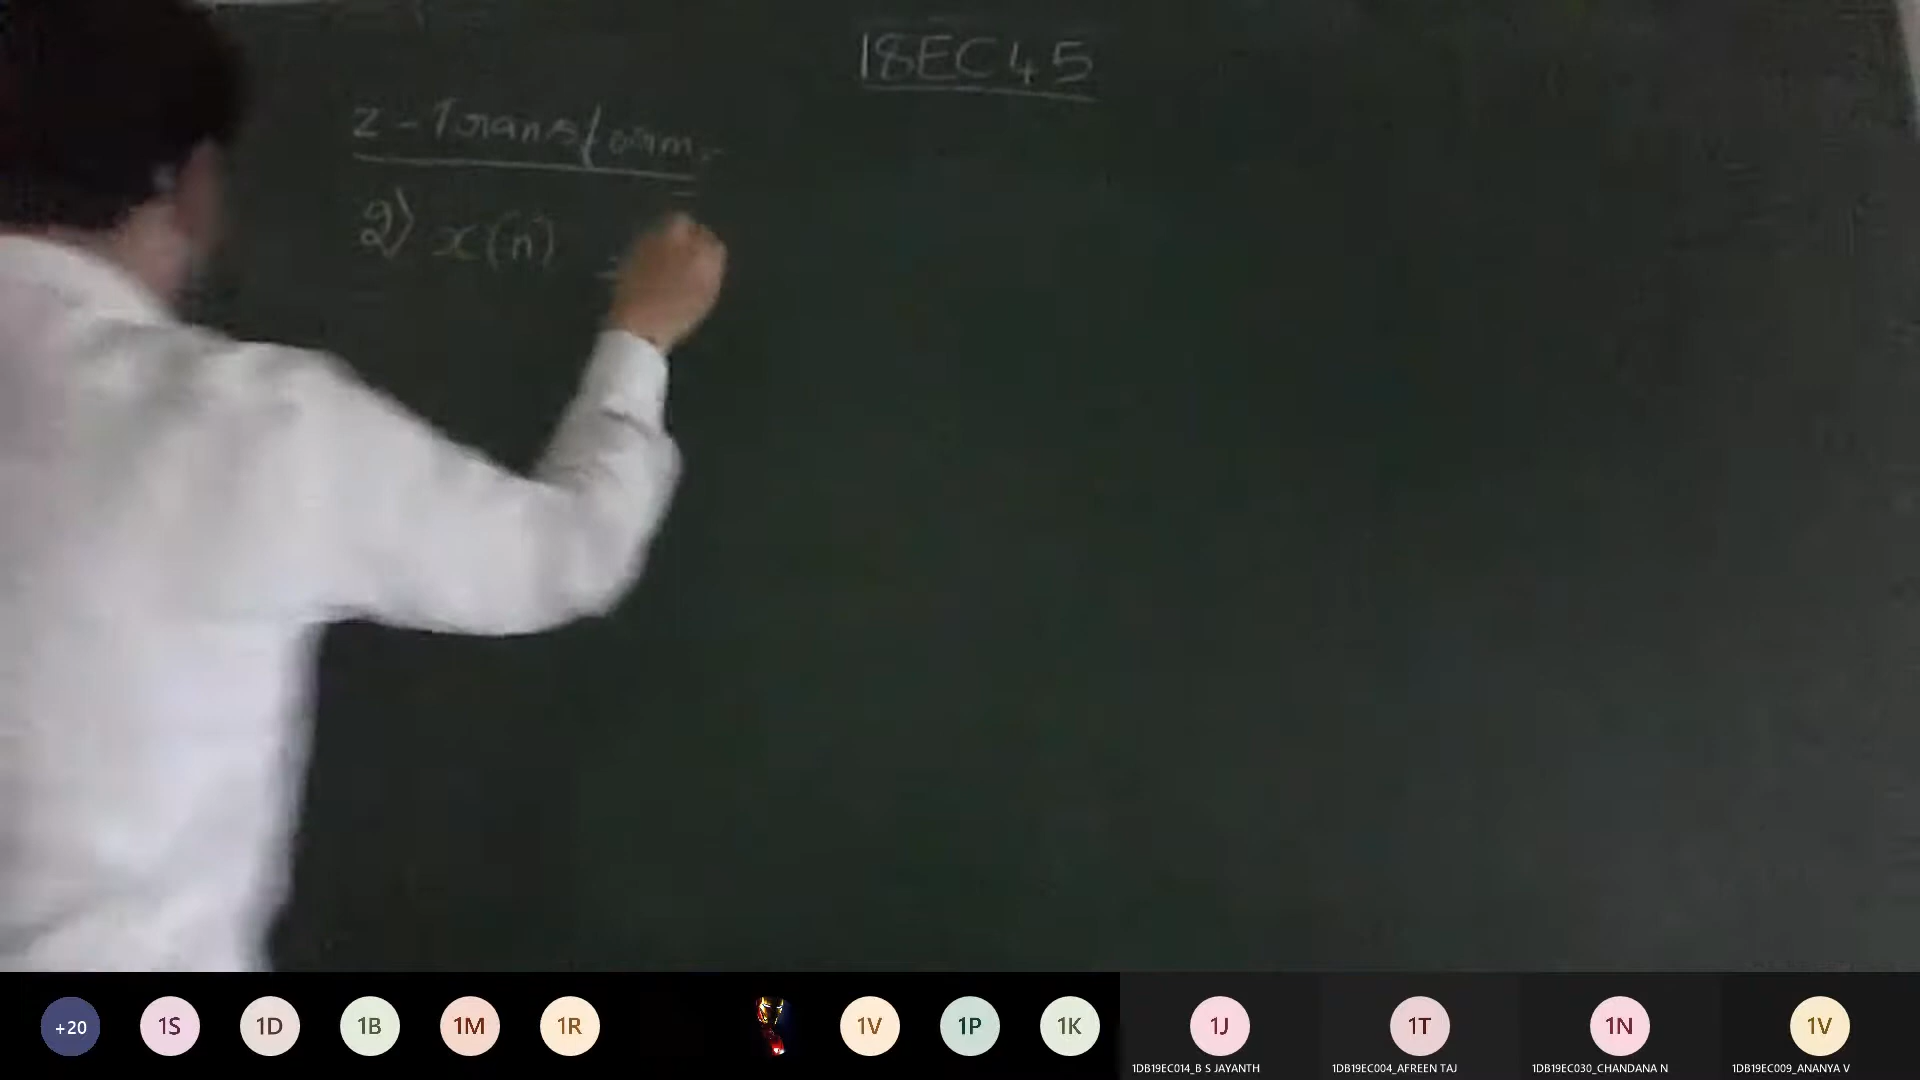 18EC45
z-Transform:-
2) x(n) =
+20 1S 1D 1B 1M 1R 1V 1P 1K 1J 1T 1N 1V
1DB19EC014_B S JAYANTH 1DB19EC004_AFREEN TAJ 1DB19EC030_CHANDANA N 1DB19EC009_ANANYA V